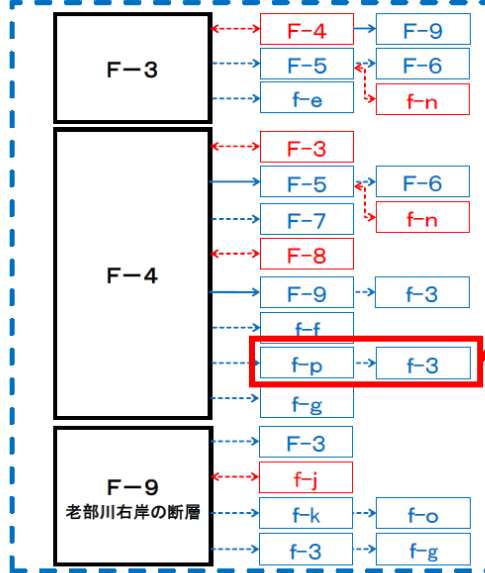 F－3
F-4 F-9
F-5 F-6
f-e f-n
F－4
F-3
F-5 F-6
F-7 f-n
F-8
F-9 f-3
f-f
f-p f-3
f-g
F－9
老部川右岸の断層
F-3
f-j
f-k f-o
f-3 f-g